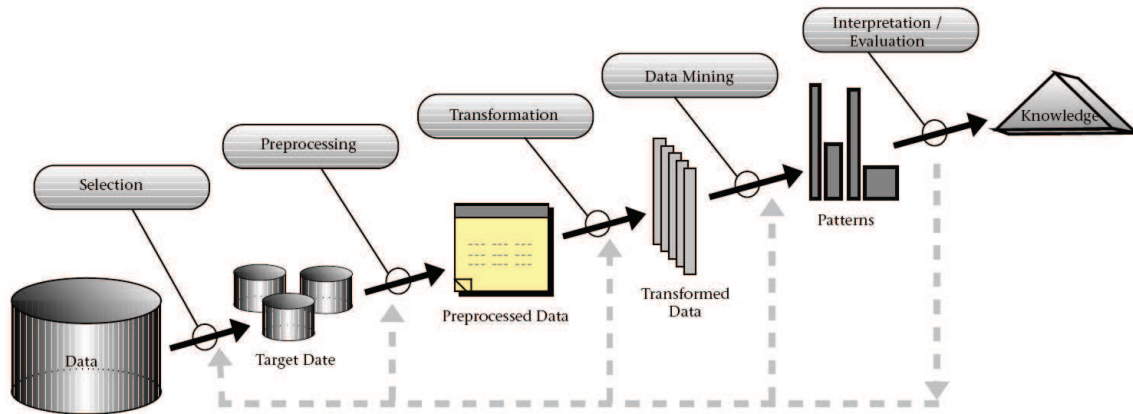 Interpretation /
Evaluation
Data Mining
Transformation
Preprocessing
Selection
Knowledge
Patterns
Transformed
Data
Preprocessed Data
Target Date
Data